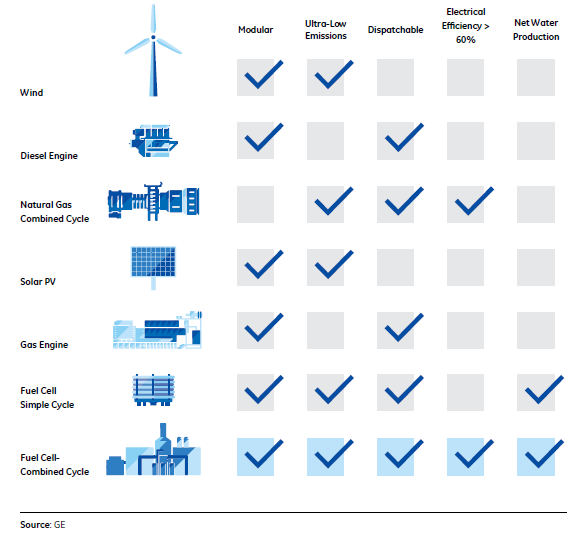 Modular
Ultra-Low
Emissions
Dispatchable
Electrical
Efficiency >
60%
Net Water
Production
Wind
Diesel Engine
Natural Gas
Combined Cycle
Solar PV
Gas Engine
Fuel Cell
Simple Cycle
Fuel Cell-
Combined Cycle
Source: GE